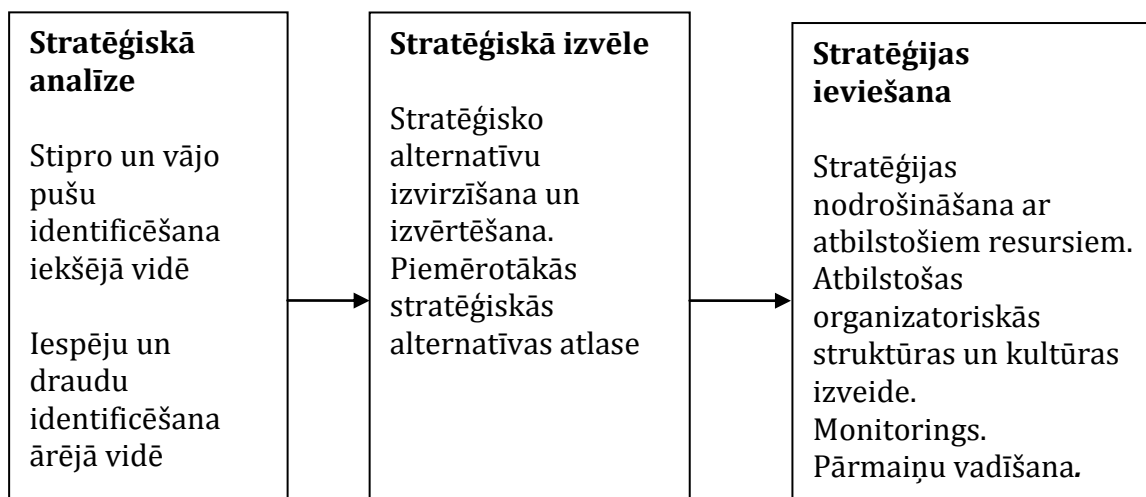 Stratēģiskā
analīze
Stipro un vājo
pušu
identificēšana
iekšējā vidē
Iespēju un
draudu
identificēšana
ārējā vidē
Stratēģiskā izvēle
Stratēģisko
alternatīvu
izvirzīšana un
izvērtēšana.
Piemērotākās
stratēģiskās
alternatīvas atlase
Stratēģijas
ieviešana
Stratēģijas
nodrošināšana ar
atbilstošiem resursiem.
Atbilstošas
organizatoriskās
struktūras un kultūras
izveide.
Monitorings.
Pārmaiņu vadīšana.